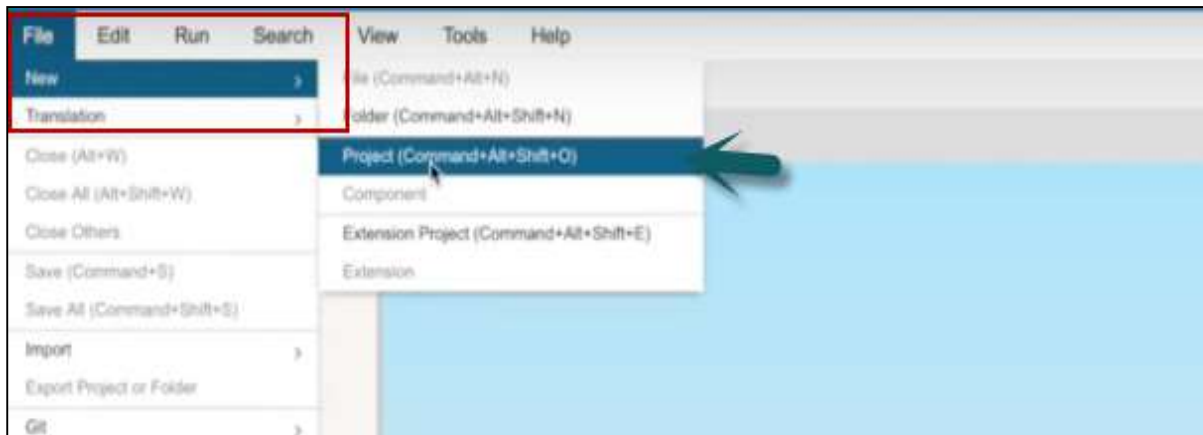 File Edit Run Search View Tools Help
New
Translation
Close (Alt+W)
Close All (Alt+Shift+W)
Close Others
Save (Command+S)
Save All (Command+Shift+S)
Import
Export Project or Folder
Git
File (Command+Alt+N)
Folder (Command+Alt+Shift+N)
Project (Command+Alt+Shift+O)
Component
Extension Project (Command+Alt+Shift+E)
Extension